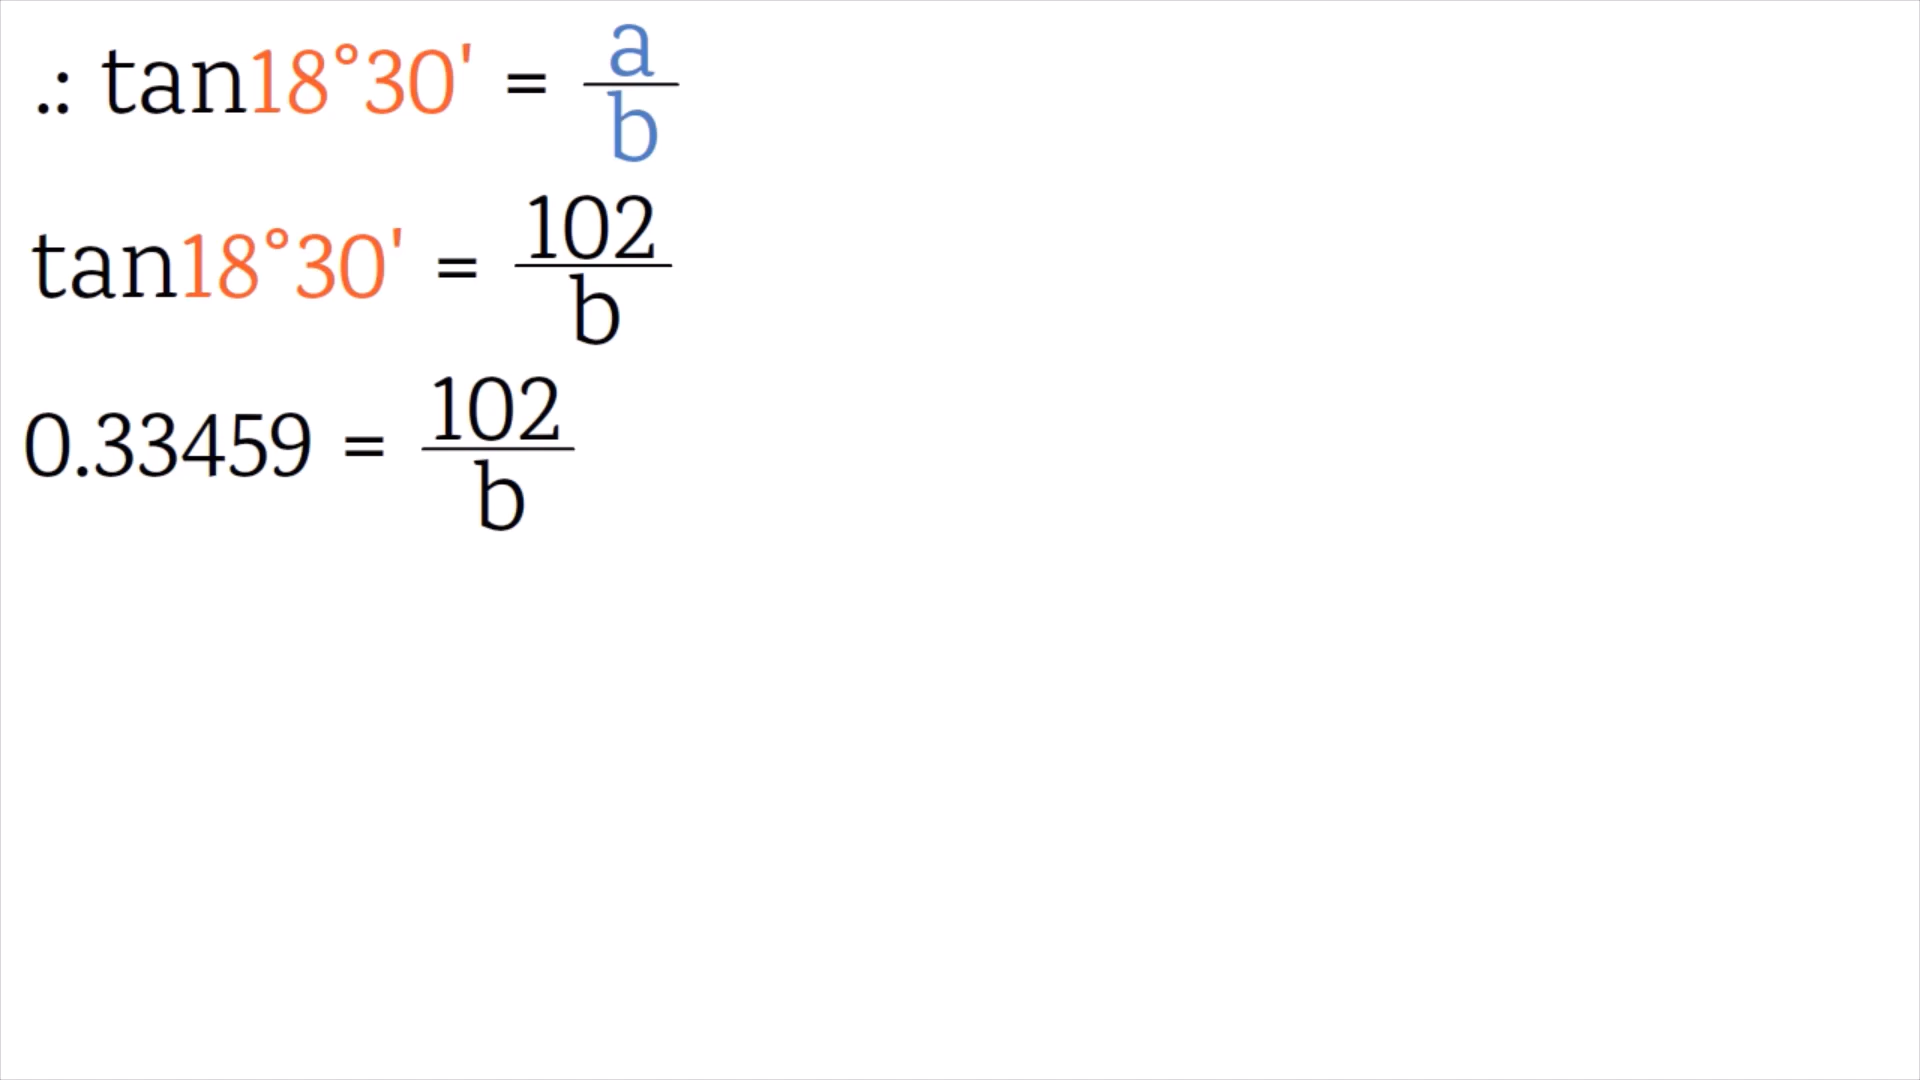 .: tan18°30' = a/b
tan18°30' = 102/b
0.33459 = 102/b